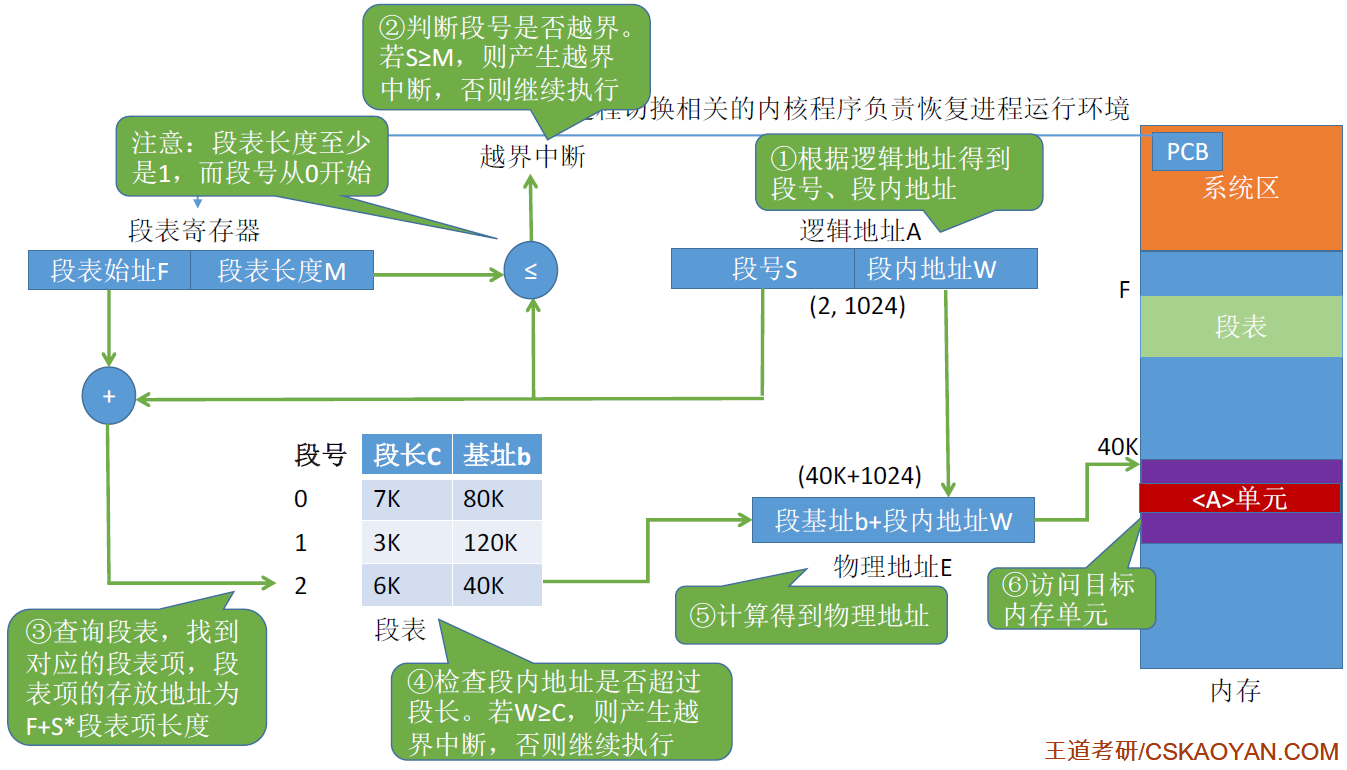 ②判断段号是否越界。
若S≥M，则产生越界
中断，否则继续执行
程切换相关的内核程序负责恢复进程运行环境
注意：段表长度至少
是1，而段号从0开始
越界中断
①根据逻辑地址得到
段号、段内地址
PCB
系统区
段表寄存器
逻辑地址A
段表始址F
段表长度M
≤
段号S
段内地址W
(2, 1024)
F
段表
+
段号
段长C
基址b
0
7K
80K
1
3K
120K
2
6K
40K
段表
(40K+1024)
段基址b+段内地址W
物理地址E
40K
<A>单元
③查询段表，找到
对应的段表项，段
表项的存放地址为
F+S*段表项长度
④检查段内地址是否超过
段长。若W≥C，则产生越
界中断，否则继续执行
⑤计算得到物理地址
⑥访问目标
内存单元
内存
王道考研/CSKAOYAN.COM